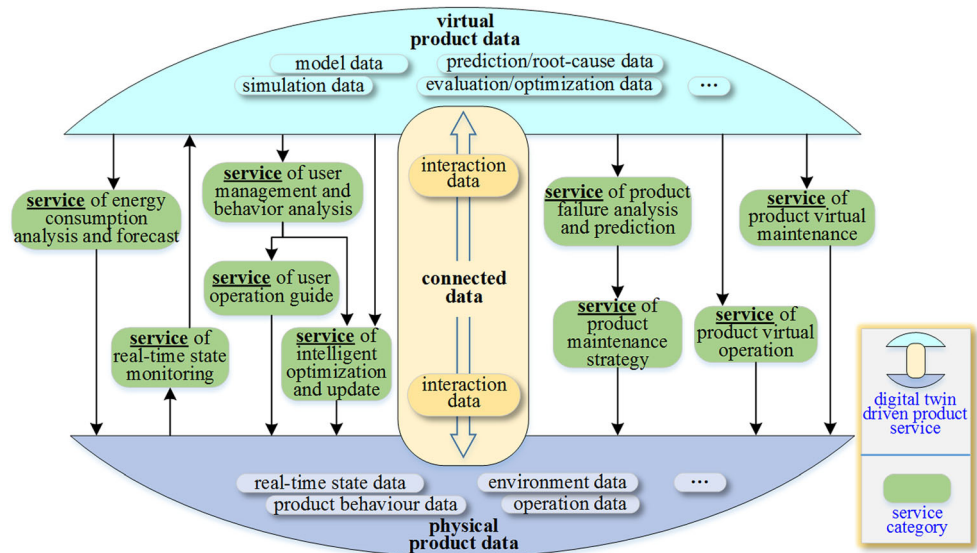 virtual
product data
model data
prediction/root-cause data
simulation data
evaluation/optimization data
...
service of energy
consumption
analysis and forecast
service of user
management and
behavior analysis
interaction
data
service of product
failure analysis
and prediction
service of
product virtual
maintenance
service of user
operation guide
connected
data
service of
real-time state
monitoring
service of
intelligent
optimization
and update
service of
product
maintenance
strategy
service of
product virtual
operation
interaction
data
digital twin
driven product
service
service
category
real-time state data
environment data
...
product behaviour data
operation data
physical
product data